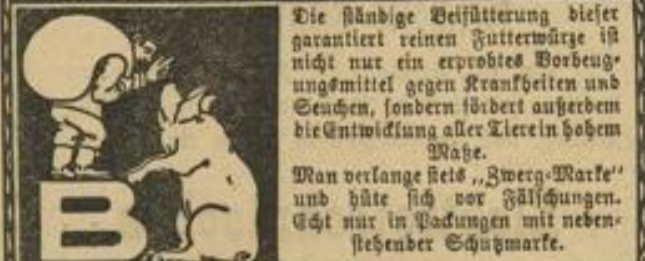 Die ständige Beifütterung dieser
garantiert reinen Futterwürze ist
nicht nur ein erprobtes Vorbeug-
ungsmittel gegen Krankheiten und
Seuchen, sondern fördert außerdem
die Entwicklung aller Tiere in hohem
Maße.
Man verlange stets „Zwerg-Marke“
und hüte sich vor Fälschungen.
Echt nur in Packungen mit neben-
stehender Schutzmarke.
B